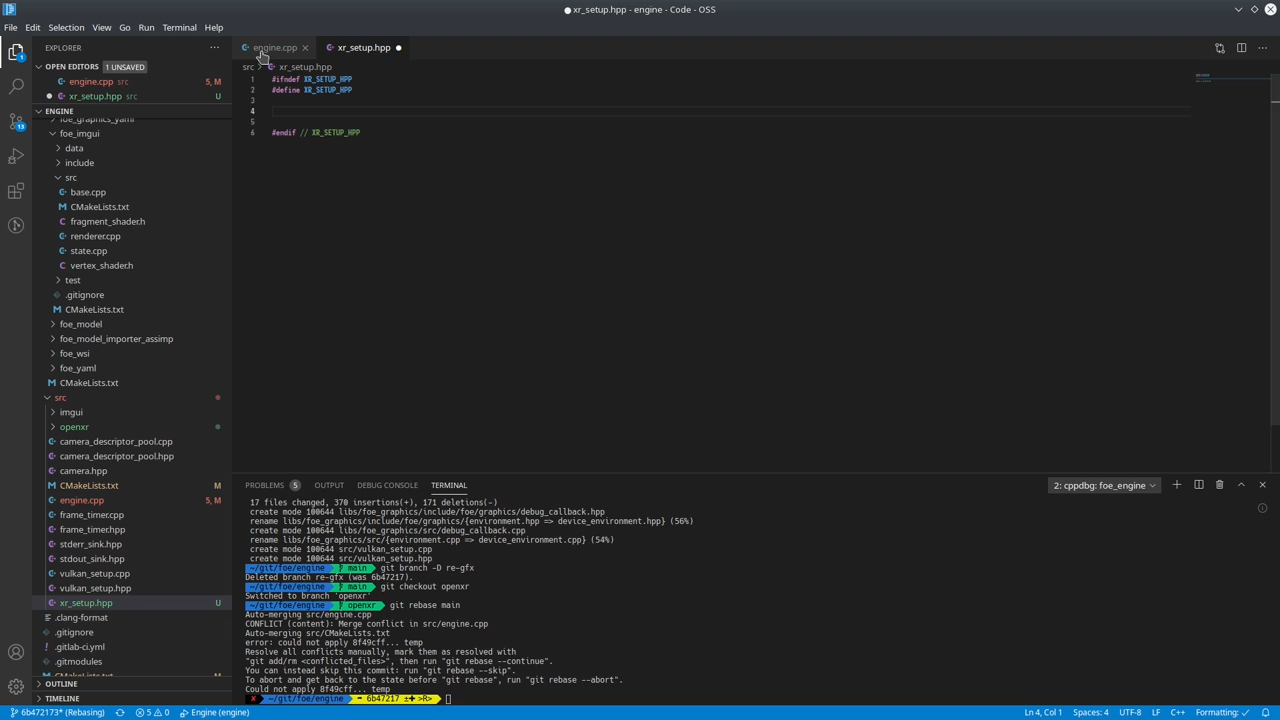 ● xr_setup.hpp - engine - Code - OSS
File Edit Selection View Go Run Terminal Help
EXPLORER
OPEN EDITORS 1 UNSAVED
engine.cpp src 5, M
xr_setup.hpp src U
ENGINE
foe_graphics_yaml
foe_imgui
data
include
src
base.cpp
CMakeLists.txt
fragment_shader.h
renderer.cpp
state.cpp
vertex_shader.h
test
.gitignore
CMakeLists.txt
foe_model
foe_model_importer_assimp
foe_wsi
foe_yaml
CMakeLists.txt
src
imgui
openxr
camera_descriptor_pool.cpp
camera_descriptor_pool.hpp
camera.hpp
CMakeLists.txt M
engine.cpp 5, M
frame_timer.cpp
frame_timer.hpp
stderr_sink.hpp
stdout_sink.hpp
vulkan_setup.cpp
vulkan_setup.hpp
xr_setup.hpp U
.clang-format
.gitignore
.gitlab-ci.yml
.gitmodules
CMakeLists.txt M
OUTLINE
TIMELINE
1
13
engine.cpp xr_setup.hpp
src > xr_setup.hpp
1 #ifndef XR_SETUP_HPP
2 #define XR_SETUP_HPP
3
4
5
6 #endif // XR_SETUP_HPP
PROBLEMS 5 OUTPUT DEBUG CONSOLE TERMINAL 2: cppdbg: foe_engine
17 files changed, 370 insertions(+), 171 deletions(-)
create mode 100644 libs/foe_graphics/include/foe/graphics/debug_callback.hpp
rename libs/foe_graphics/include/foe/graphics/{environment.hpp => device_environment.hpp} (56%)
create mode 100644 libs/foe_graphics/src/debug_callback.cpp
rename libs/foe_graphics/src/{environment.cpp => device_environment.cpp} (54%)
create mode 100644 src/vulkan_setup.cpp
create mode 100644 src/vulkan_setup.hpp
~/git/foe/engine main git branch -D re-gfx
Deleted branch re-gfx (was 6b47217).
~/git/foe/engine main git checkout openxr
Switched to branch 'openxr'
~/git/foe/engine openxr git rebase main
Auto-merging src/engine.cpp
CONFLICT (content): Merge conflict in src/engine.cpp
Auto-merging src/CMakeLists.txt
error: could not apply 8f49cff... temp
Resolve all conflicts manually, mark them as resolved with
"git add/rm <conflicted_files>", then run "git rebase --continue".
You can instead skip this commit: run "git rebase --skip".
To abort and get back to the state before "git rebase", run "git rebase --abort".
Could not apply 8f49cff... temp
✘ ~/git/foe/engine ➦ 6b47217 ±✚ >R>
6b472173* (Rebasing) 5 0 Engine (engine) Ln 4, Col 1 Spaces: 4 UTF-8 LF C++ Formatting: ✓